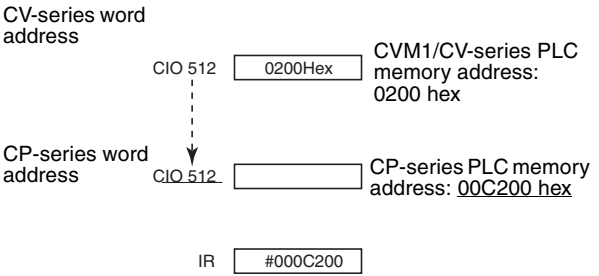 CV-series word
address
CIO 512
0200Hex
CVM1/CV-series PLC
memory address:
0200 hex
CP-series word
address
CIO 512
CP-series PLC memory
address: 00C200 hex
IR
#000C200